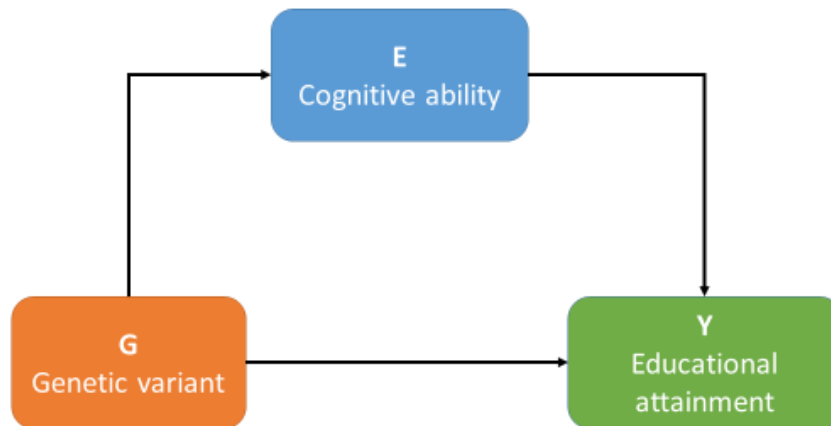 E
Cognitive ability
G
Genetic variant
Y
Educational
attainment